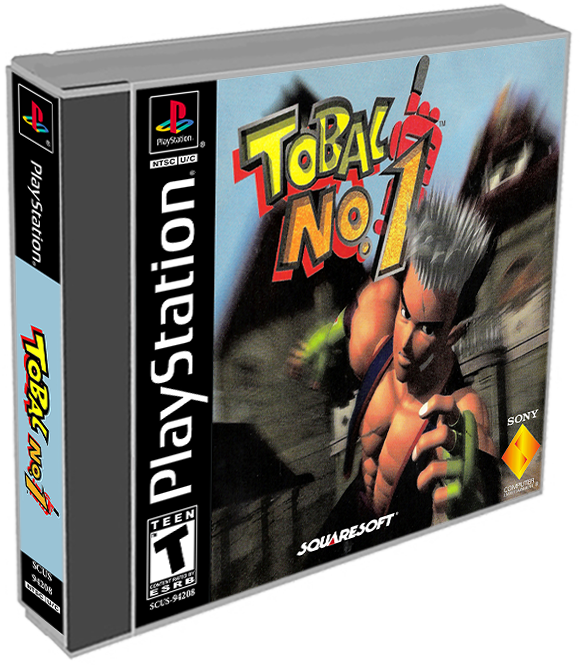 PlayStation
TOBAL
NO.1
SCUS
94208
NTSC U/C
PlayStation
NTSC U/C
PlayStation
TEEN
T
CONTENT RATED BY
ESRB
SCUS-94208
TOBAL
NO.1
TM
SQUARESOFT
SONY
COMPUTER
ENTERTAINMENT